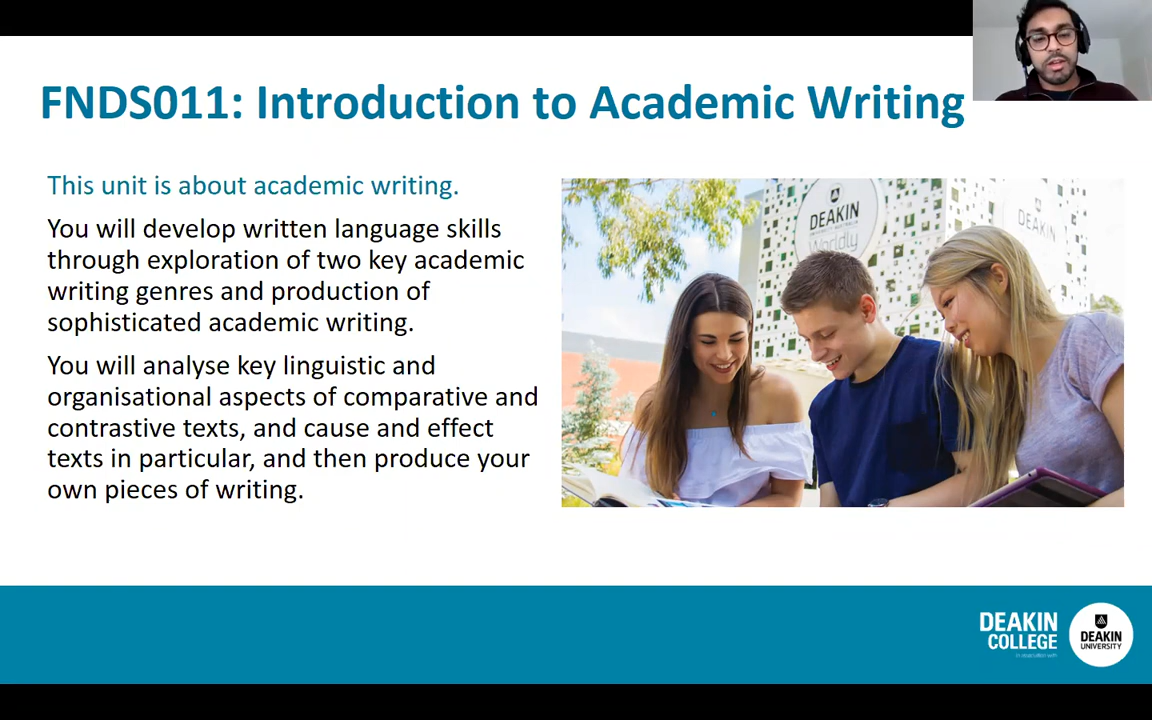 FNDS011: Introduction to Academic Writing
This unit is about academic writing.
You will develop written language skills
through exploration of two key academic
writing genres and production of
sophisticated academic writing.
You will analyse key linguistic and
organisational aspects of comparative and
contrastive texts, and cause and effect
texts in particular, and then produce your
own pieces of writing.
DEAKIN
Worldly
DEAKIN
DEAKIN
COLLEGE
in association with
DEAKIN
UNIVERSITY